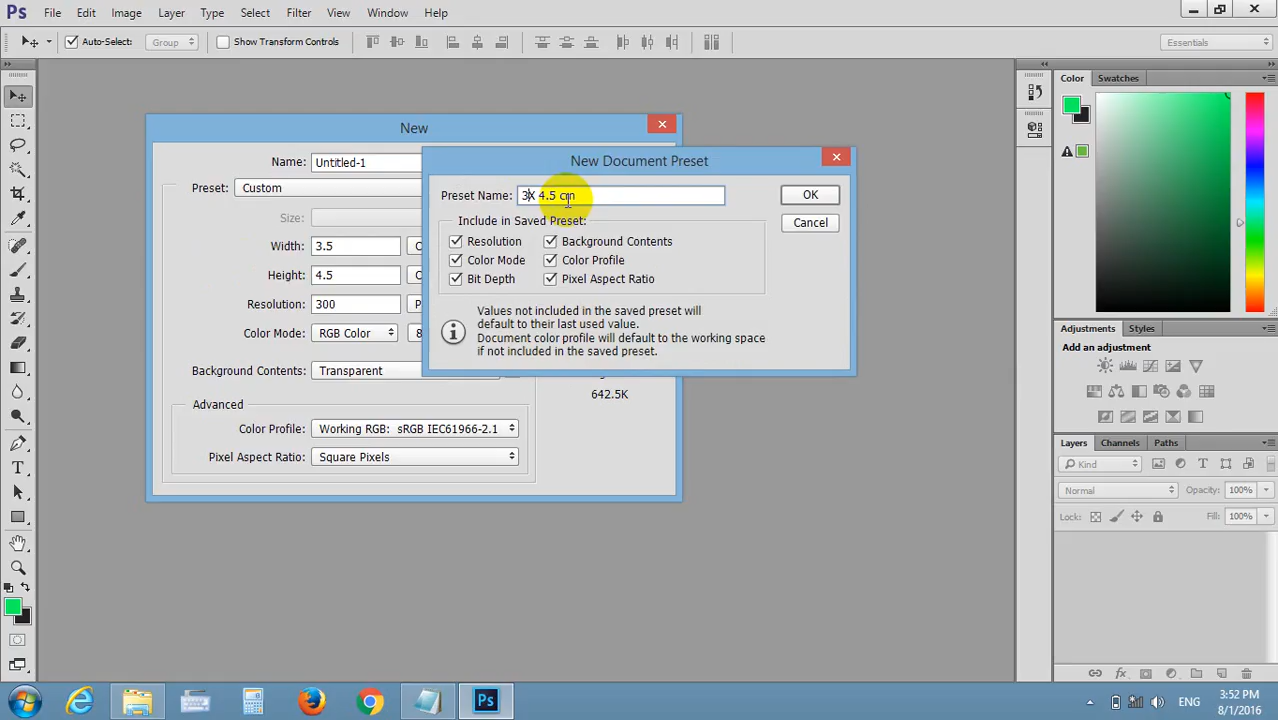 Ps File Edit Image Layer Type Select Filter View Window Help
Auto-Select: Group Show Transform Controls Essentials
New
Name: Untitled-1
Preset: Custom
Size:
Width: 3.5
Height: 4.5
Resolution: 300
Color Mode: RGB Color 8
Background Contents: Transparent
642.5K
Advanced
Color Profile: Working RGB: sRGB IEC61966-2.1
Pixel Aspect Ratio: Square Pixels
New Document Preset
Preset Name: 3X 4.5 cm
OK
Cancel
Include in Saved Preset:
Resolution Background Contents
Color Mode Color Profile
Bit Depth Pixel Aspect Ratio
Values not included in the saved preset will
default to their last used value.
Document color profile will default to the working space
if not included in the saved preset.
Color Swatches
Adjustments Styles
Add an adjustment
Layers Channels Paths
Kind
Normal Opacity: 100%
Lock: Fill: 100%
Ps
ENG
3:52 PM
8/1/2016